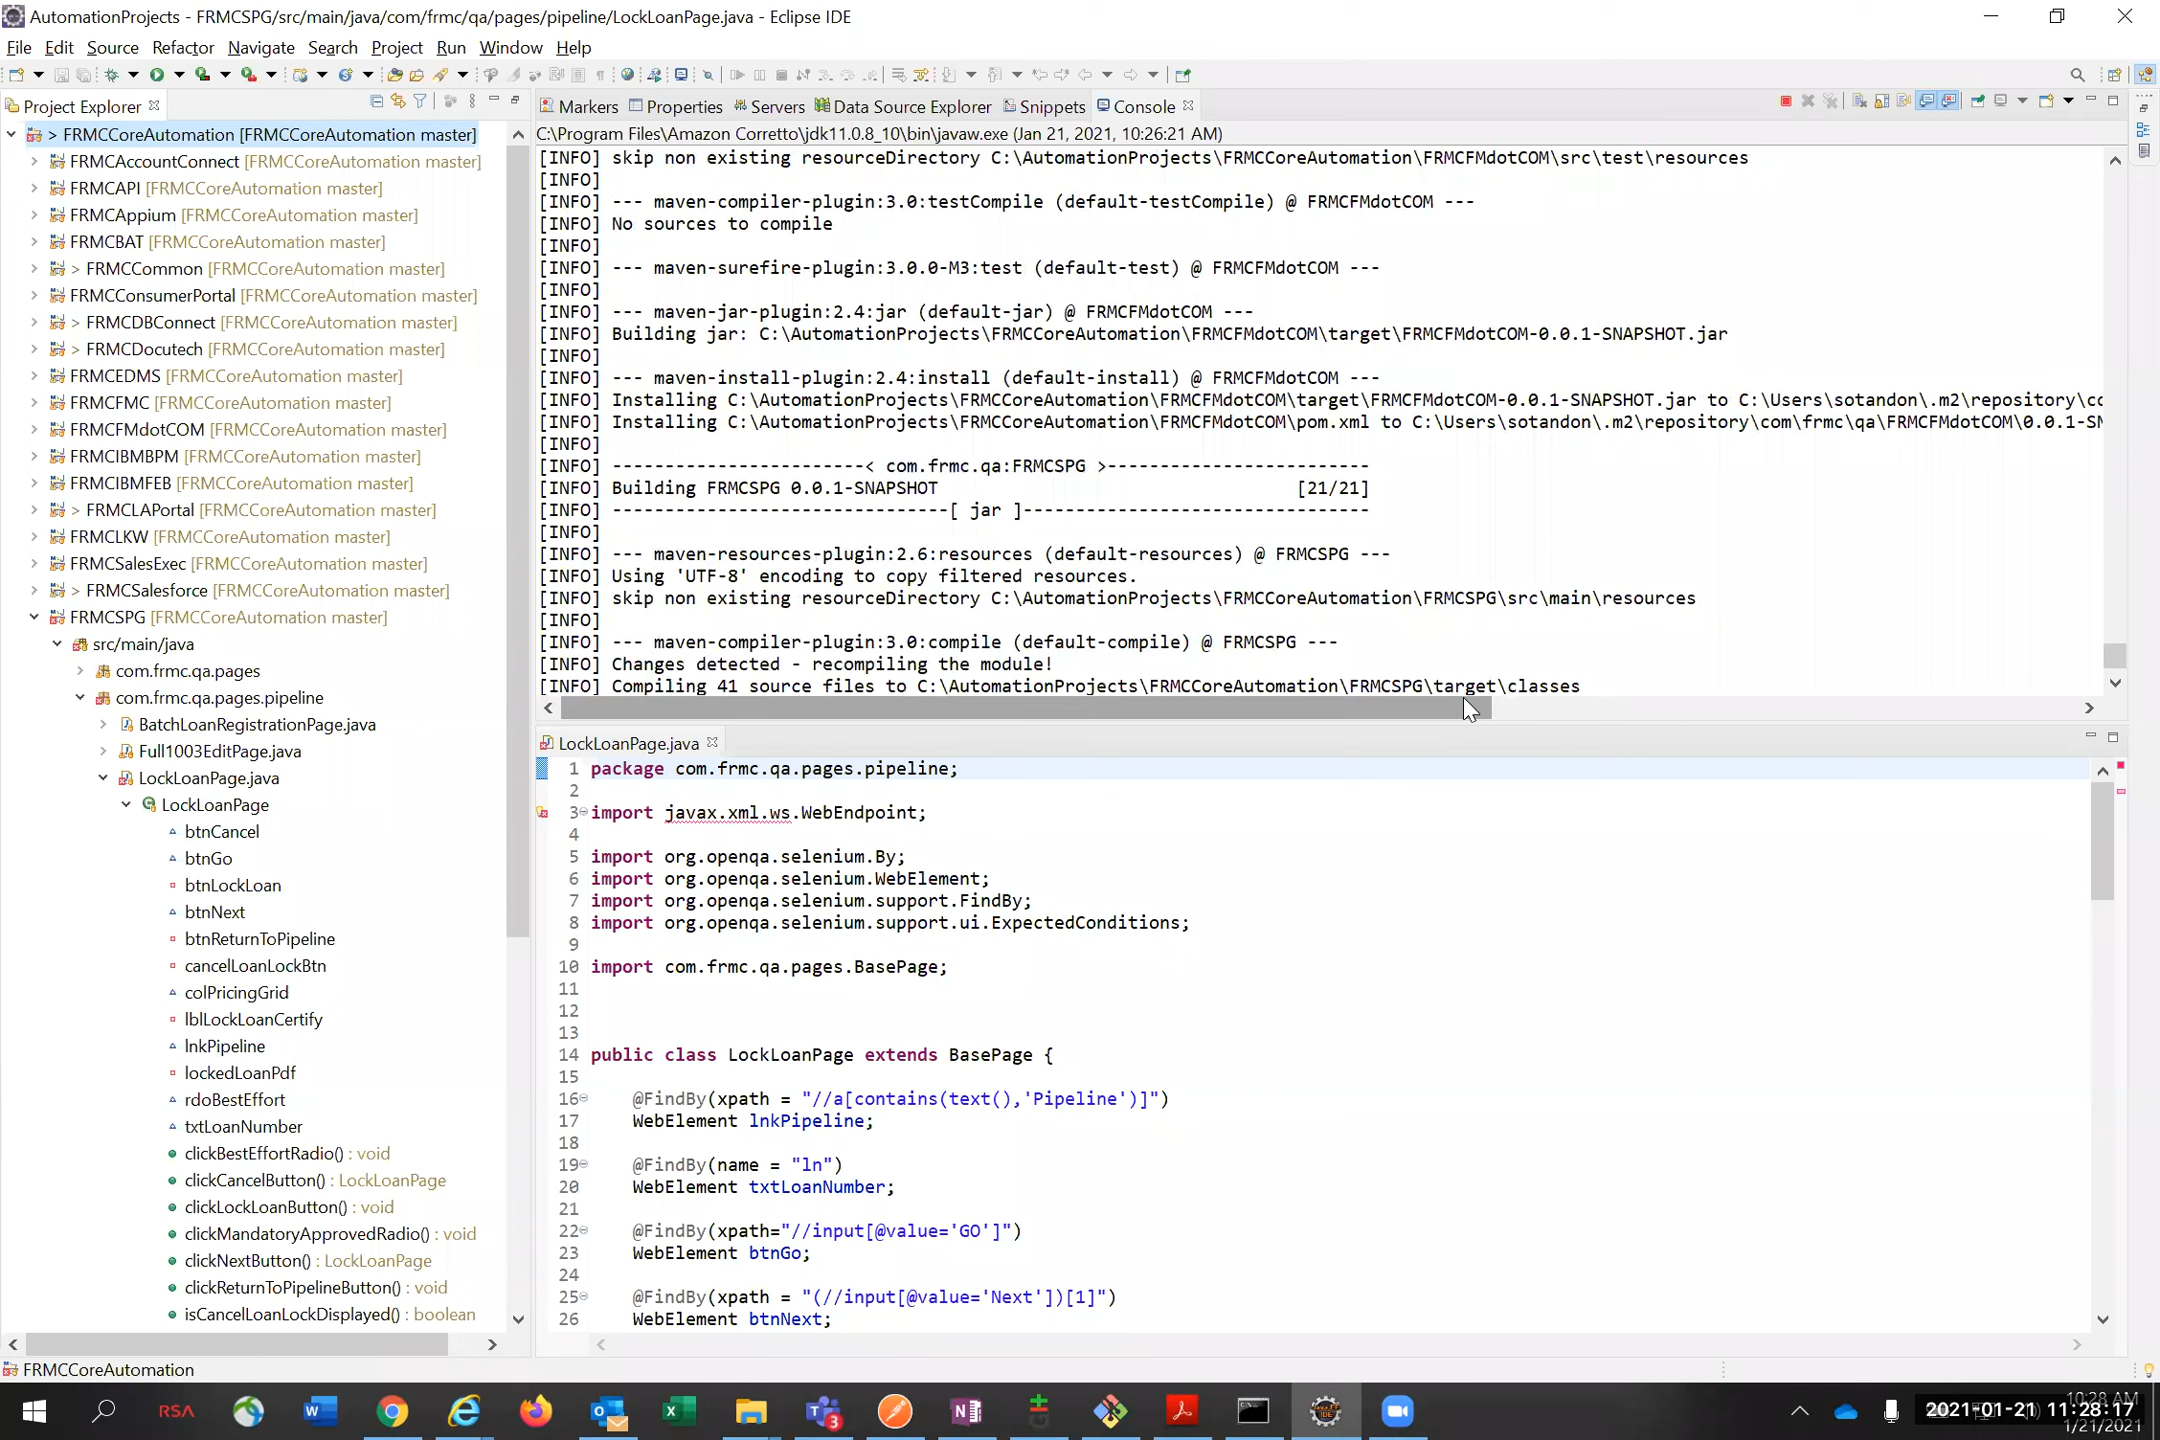 AutomationProjects - FRMCSPG/src/main/java/com/frmc/qa/pages/pipeline/LockLoanPage.java - Eclipse IDE
File Edit Source Refactor Navigate Search Project Run Window Help
Project Explorer
> FRMCCoreAutomation [FRMCCoreAutomation master]
FRMCAccountConnect [FRMCCoreAutomation master]
FRMCAPI [FRMCCoreAutomation master]
FRMCAppium [FRMCCoreAutomation master]
FRMCBAT [FRMCCoreAutomation master]
> FRMCCommon [FRMCCoreAutomation master]
FRMCConsumerPortal [FRMCCoreAutomation master]
> FRMCDBConnect [FRMCCoreAutomation master]
> FRMCDocutech [FRMCCoreAutomation master]
FRMCEDMS [FRMCCoreAutomation master]
FRMCFMC [FRMCCoreAutomation master]
FRMCFMdotCOM [FRMCCoreAutomation master]
FRMCIBMBPM [FRMCCoreAutomation master]
FRMCIBMFEB [FRMCCoreAutomation master]
> FRMCLAPortal [FRMCCoreAutomation master]
FRMCLKW [FRMCCoreAutomation master]
FRMCSalesExec [FRMCCoreAutomation master]
> FRMCSalesforce [FRMCCoreAutomation master]
FRMCSPG [FRMCCoreAutomation master]
src/main/java
com.frmc.qa.pages
com.frmc.qa.pages.pipeline
BatchLoanRegistrationPage.java
Full1003EditPage.java
LockLoanPage.java
LockLoanPage
btnCancel
btnGo
btnLockLoan
btnNext
btnReturnToPipeline
cancelLoanLockBtn
colPricingGrid
lblLockLoanCertify
lnkPipeline
lockedLoanPdf
rdoBestEffort
txtLoanNumber
clickBestEffortRadio() : void
clickCancelButton() : LockLoanPage
clickLockLoanButton() : void
clickMandatoryApprovedRadio() : void
clickNextButton() : LockLoanPage
clickReturnToPipelineButton() : void
isCancelLoanLockDisplayed() : boolean
Markers Properties Servers Data Source Explorer Snippets Console
C:\Program Files\Amazon Corretto\jdk11.0.8_10\bin\javaw.exe (Jan 21, 2021, 10:26:21 AM)
[INFO] skip non existing resourceDirectory C:\AutomationProjects\FRMCCoreAutomation\FRMCFMdotCOM\src\test\resources
[INFO]
[INFO] --- maven-compiler-plugin:3.0:testCompile (default-testCompile) @ FRMCFMdotCOM ---
[INFO] No sources to compile
[INFO]
[INFO] --- maven-surefire-plugin:3.0.0-M3:test (default-test) @ FRMCFMdotCOM ---
[INFO]
[INFO] --- maven-jar-plugin:2.4:jar (default-jar) @ FRMCFMdotCOM ---
[INFO] Building jar: C:\AutomationProjects\FRMCCoreAutomation\FRMCFMdotCOM\target\FRMCFMdotCOM-0.0.1-SNAPSHOT.jar
[INFO]
[INFO] --- maven-install-plugin:2.4:install (default-install) @ FRMCFMdotCOM ---
[INFO] Installing C:\AutomationProjects\FRMCCoreAutomation\FRMCFMdotCOM\target\FRMCFMdotCOM-0.0.1-SNAPSHOT.jar to C:\Users\sotandon\.m2\repository\co
[INFO] Installing C:\AutomationProjects\FRMCCoreAutomation\FRMCFMdotCOM\pom.xml to C:\Users\sotandon\.m2\repository\com\frmc\qa\FRMCFMdotCOM\0.0.1-SN
[INFO]
[INFO] ------------------------< com.frmc.qa:FRMCSPG >-------------------------
[INFO] Building FRMCSPG 0.0.1-SNAPSHOT [21/21]
[INFO] --------------------------------[ jar ]---------------------------------
[INFO]
[INFO] --- maven-resources-plugin:2.6:resources (default-resources) @ FRMCSPG ---
[INFO] Using 'UTF-8' encoding to copy filtered resources.
[INFO] skip non existing resourceDirectory C:\AutomationProjects\FRMCCoreAutomation\FRMCSPG\src\main\resources
[INFO]
[INFO] --- maven-compiler-plugin:3.0:compile (default-compile) @ FRMCSPG ---
[INFO] Changes detected - recompiling the module!
[INFO] Compiling 41 source files to C:\AutomationProjects\FRMCCoreAutomation\FRMCSPG\target\classes
LockLoanPage.java
1 package com.frmc.qa.pages.pipeline;
2
3 import javax.xml.ws.WebEndpoint;
4
5 import org.openqa.selenium.By;
6 import org.openqa.selenium.WebElement;
7 import org.openqa.selenium.support.FindBy;
8 import org.openqa.selenium.support.ui.ExpectedConditions;
9
10 import com.frmc.qa.pages.BasePage;
11
12
13
14 public class LockLoanPage extends BasePage {
15
16 @FindBy(xpath = "//a[contains(text(),'Pipeline')]")
17 WebElement lnkPipeline;
18
19 @FindBy(name = "ln")
20 WebElement txtLoanNumber;
21
22 @FindBy(xpath="//input[@value='GO']")
23 WebElement btnGo;
24
25 @FindBy(xpath = "(//input[@value='Next'])[1]")
26 WebElement btnNext;
FRMCCoreAutomation
RSA
3
10:28 AM
2021-01-21 11:28:17
1/21/2021